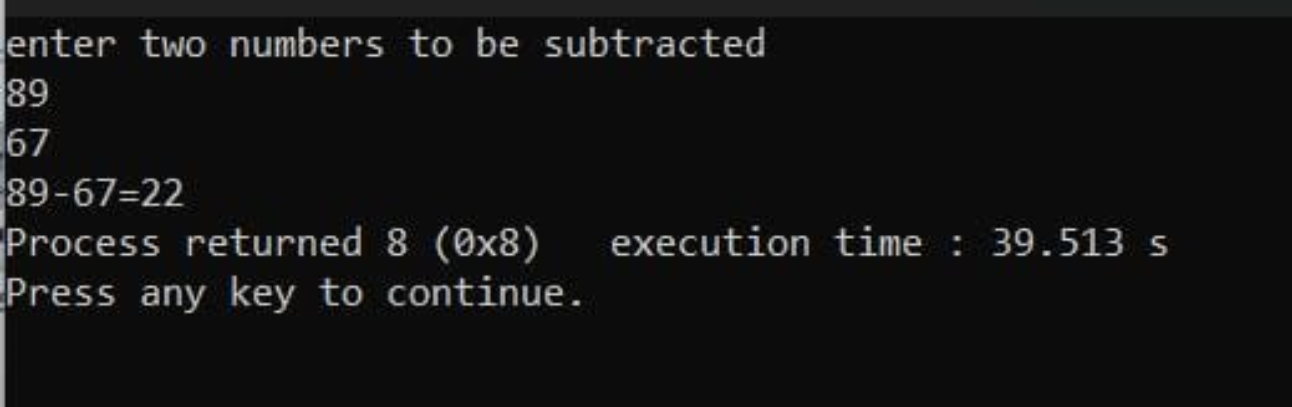 enter two numbers to be subtracted
89
67
89-67=22
Process returned 8 (0x8)   execution time : 39.513 s
Press any key to continue.